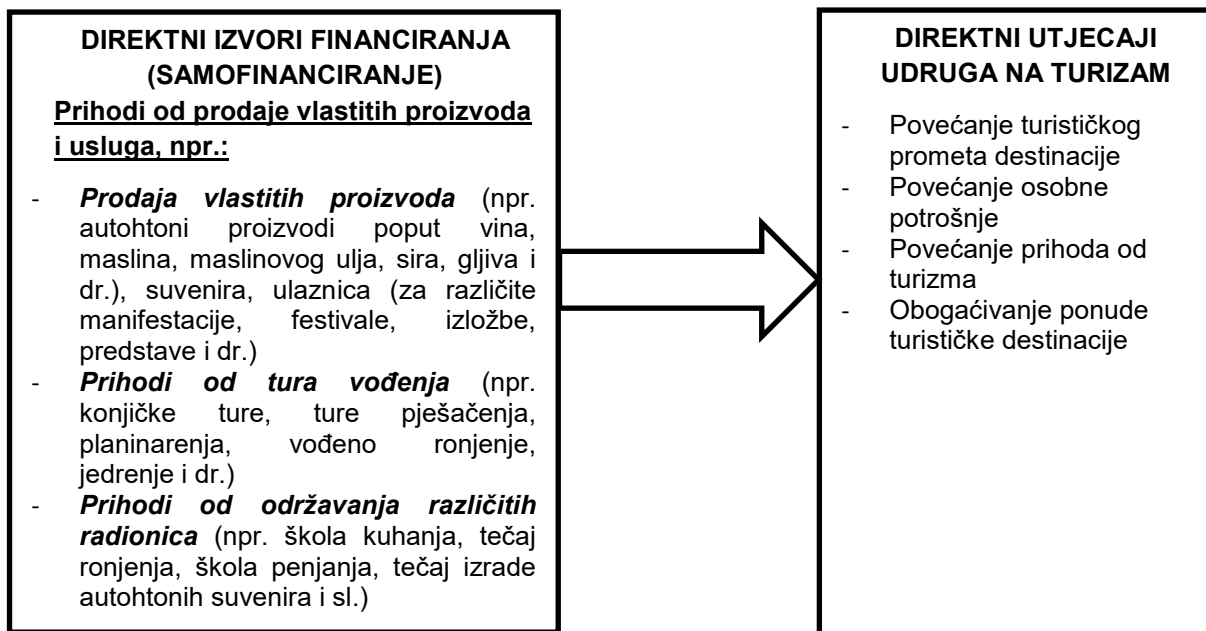 DIREKTNI IZVORI FINANCIRANJA
(SAMOFINANCIRANJE)
Prihodi od prodaje vlastitih proizvoda
i usluga, npr.:
- Prodaja vlastitih proizvoda (npr.
autohtoni proizvodi poput vina,
maslina, maslinovog ulja, sira, gljiva i
dr.), suvenira, ulaznica (za različite
manifestacije, festivale, izložbe,
predstave i dr.)
- Prihodi od tura vođenja (npr.
konjičke ture, ture pješačenja,
planinarenja, vođeno ronjenje,
jedrenje i dr.)
- Prihodi od održavanja različitih
radionica (npr. škola kuhanja, tečaj
ronjenja, škola penjanja, tečaj izrade
autohtonih suvenira i sl.)
DIREKTNI UTJECAJI
UDRUGA NA TURIZAM
- Povećanje turističkog
prometa destinacije
- Povećanje osobne
potrošnje
- Povećanje prihoda od
turizma
- Obogaćivanje ponude
turističke destinacije